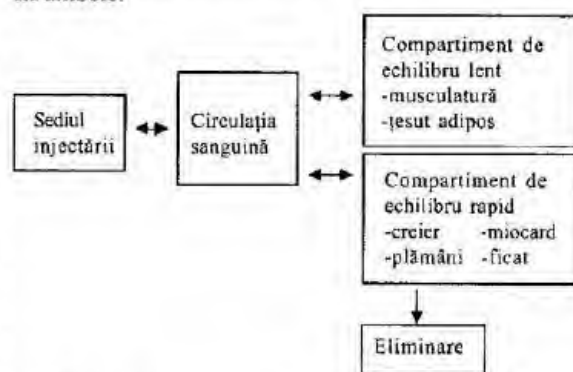 Sediul
injectării
Circulația
sanguină
Compartiment de
echilibru lent
-musculatură
-țesut adipos
Compartiment de
echilibru rapid
-creier -miocard
-plămâni -ficat
Eliminare